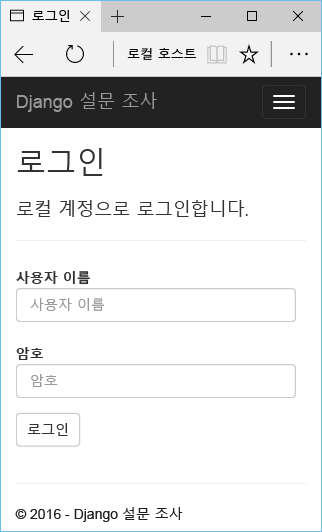 로그인
로컬 호스트
Django 설문 조사
로그인
로컬 계정으로 로그인합니다.
사용자 이름
사용자 이름
암호
암호
로그인
© 2016 - Django 설문 조사